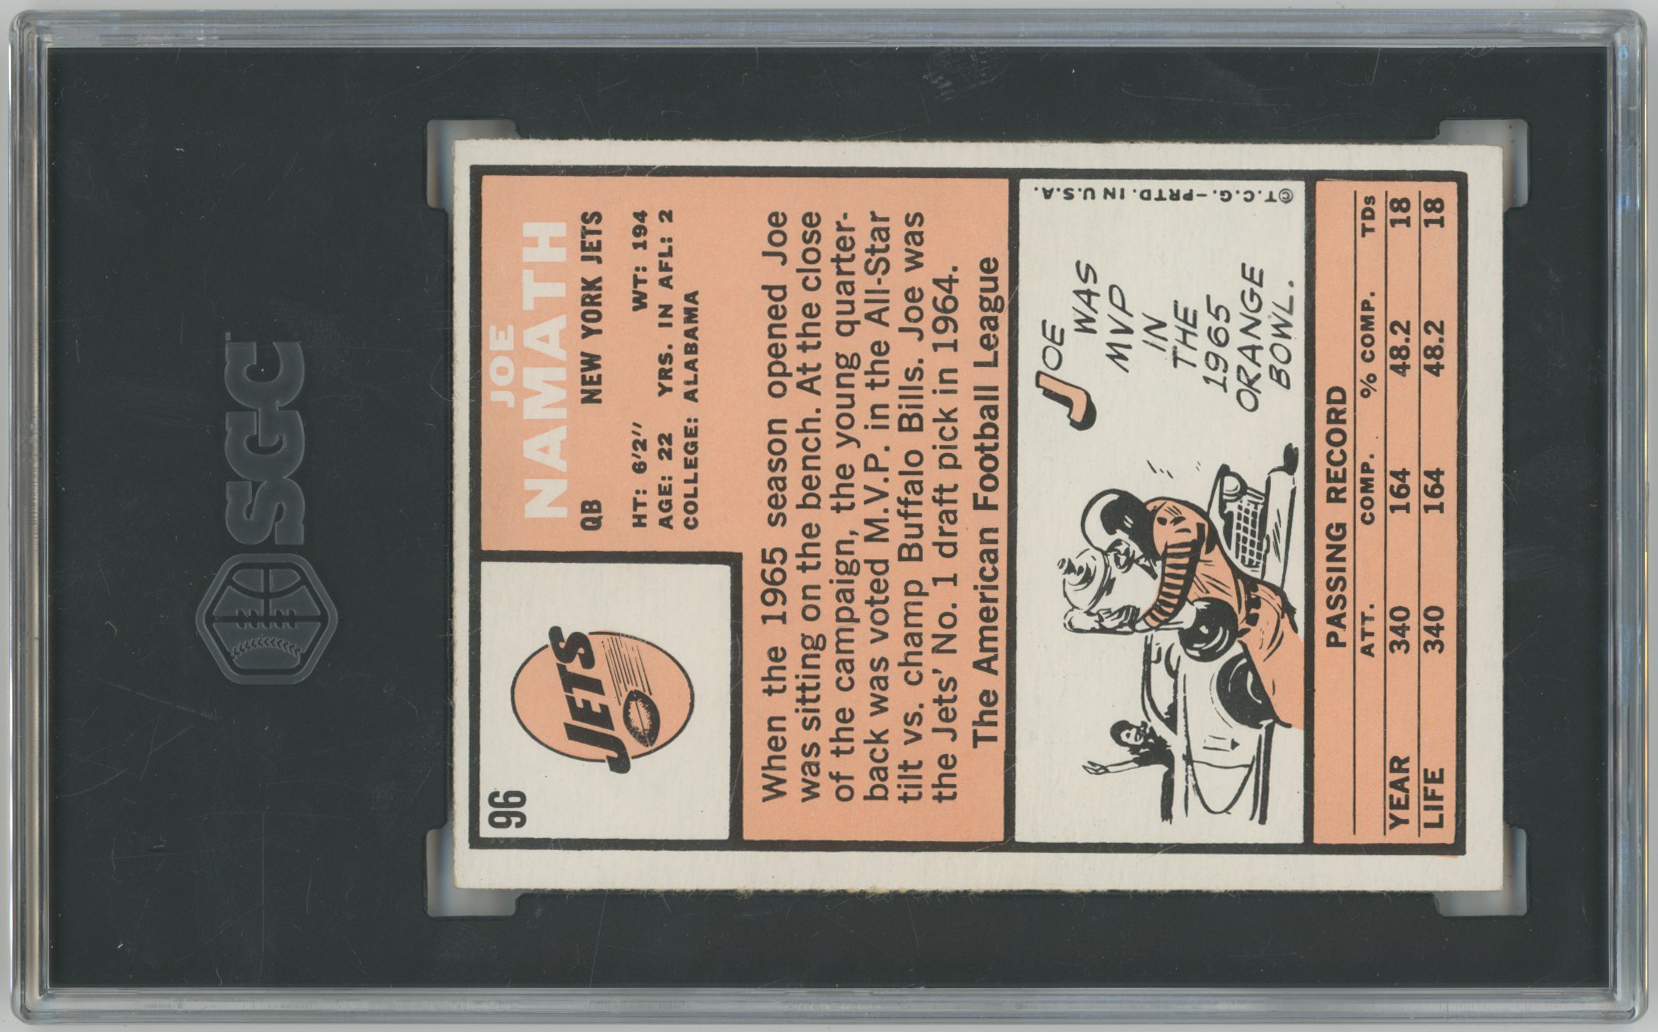 SGC
96
JETS
JOE
NAMATH
QB NEW YORK JETS
HT: 6'2" WT: 194
AGE: 22 YRS. IN AFL: 2
COLLEGE: ALABAMA
When the 1965 season opened Joe
was sitting on the bench. At the close
of the campaign, the young quarter-
back was voted M.V.P. in the All-Star
tilt vs. champ Buffalo Bills. Joe was
the Jets' No. 1 draft pick in 1964.
The American Football League
JOE
WAS
MVP
IN
THE
1965
ORANGE
BOWL.
©T.C.G.-PRTD. IN U.S.A.
PASSING RECORD
ATT. COMP. % COMP. TDs
YEAR 340 164 48.2 18
LIFE 340 164 48.2 18